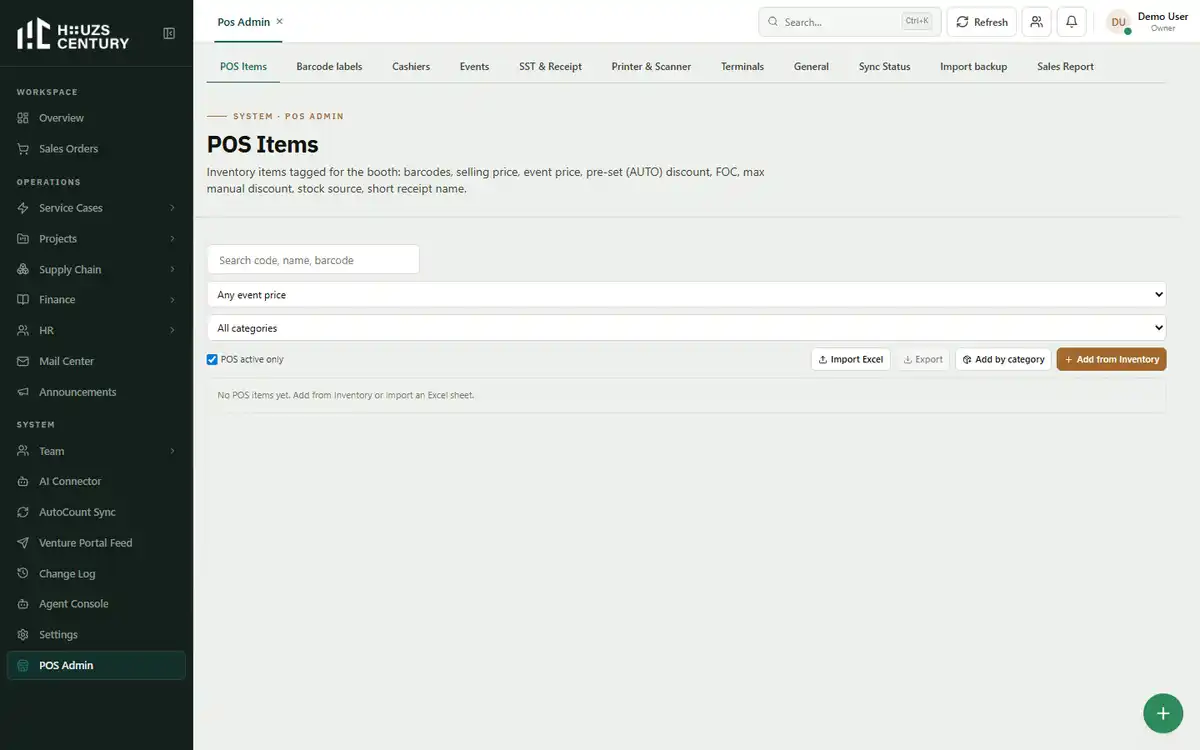 HOUZS
CENTURY
WORKSPACE
Overview
Sales Orders
OPERATIONS
Service Cases
Projects
Supply Chain
Finance
HR
Mail Center
Announcements
SYSTEM
Team
AI Connector
AutoCount Sync
Venture Portal Feed
Change Log
Agent Console
Settings
POS Admin
Pos Admin ×
Search... Ctrl+K
Refresh
DU
Demo User
Owner
POS Items Barcode labels Cashiers Events SST & Receipt Printer & Scanner Terminals General Sync Status Import backup Sales Report
SYSTEM · POS ADMIN
POS Items
Inventory items tagged for the booth: barcodes, selling price, event price, pre-set (AUTO) discount, FOC, max
manual discount, stock source, short receipt name.
Search code, name, barcode
Any event price
All categories
POS active only
Import Excel Export Add by category + Add from Inventory
No POS items yet. Add from Inventory or import an Excel sheet.
+